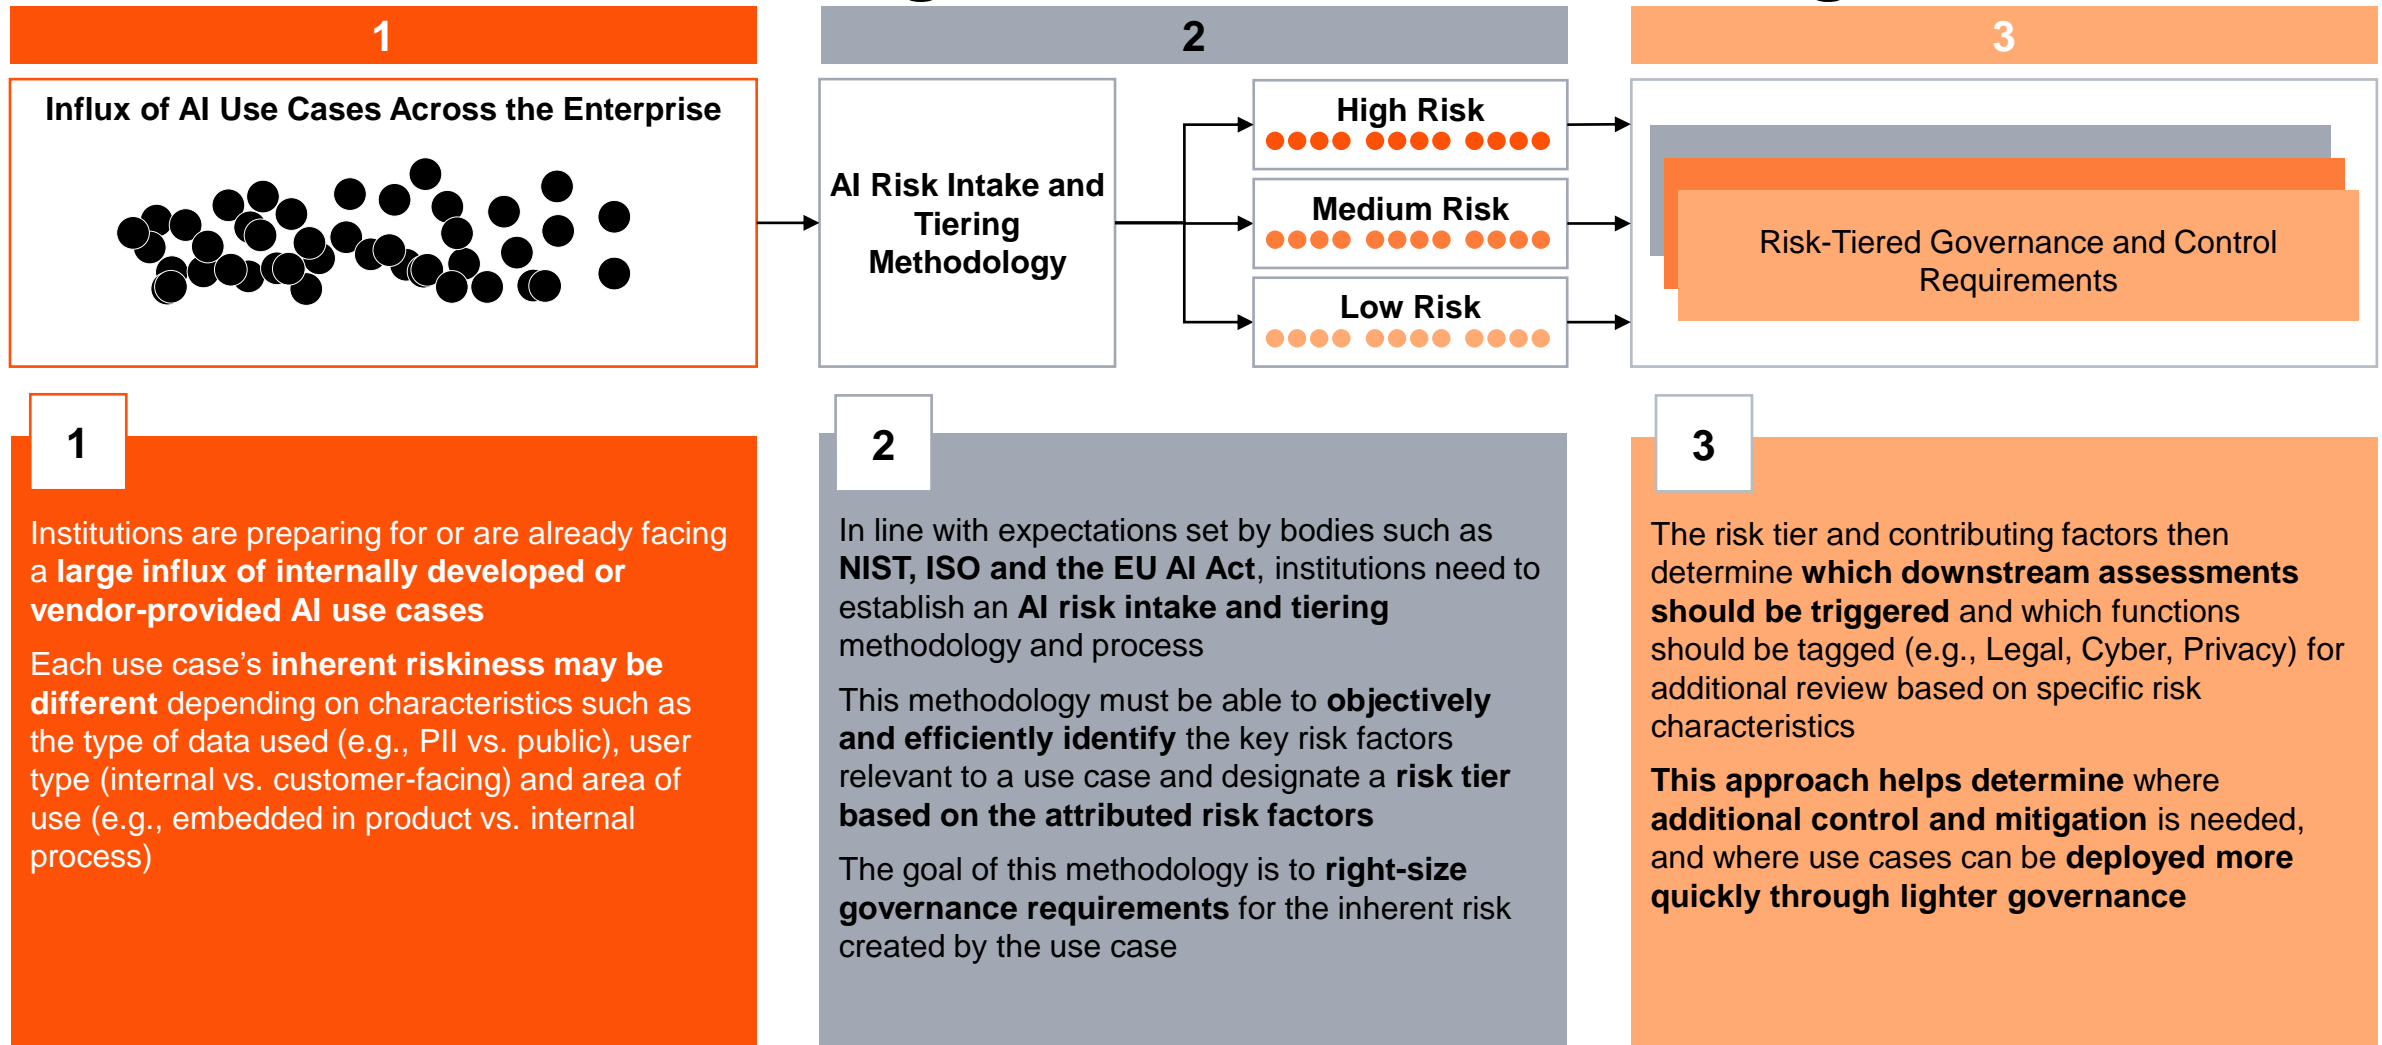 1
2
3
Influx of AI Use Cases Across the Enterprise
AI Risk Intake and
Tiering
Methodology
High Risk
Medium Risk
Low Risk
Risk-Tiered Governance and Control
Requirements
1
Institutions are preparing for or are already facing
a large influx of internally developed or
vendor-provided AI use cases
Each use case’s inherent riskiness may be
different depending on characteristics such as
the type of data used (e.g., PII vs. public), user
type (internal vs. customer-facing) and area of
use (e.g., embedded in product vs. internal
process)
2
In line with expectations set by bodies such as
NIST, ISO and the EU AI Act, institutions need to
establish an AI risk intake and tiering
methodology and process
This methodology must be able to objectively
and efficiently identify the key risk factors
relevant to a use case and designate a risk tier
based on the attributed risk factors
The goal of this methodology is to right-size
governance requirements for the inherent risk
created by the use case
3
The risk tier and contributing factors then
determine which downstream assessments
should be triggered and which functions
should be tagged (e.g., Legal, Cyber, Privacy) for
additional review based on specific risk
characteristics
This approach helps determine where
additional control and mitigation is needed,
and where use cases can be deployed more
quickly through lighter governance